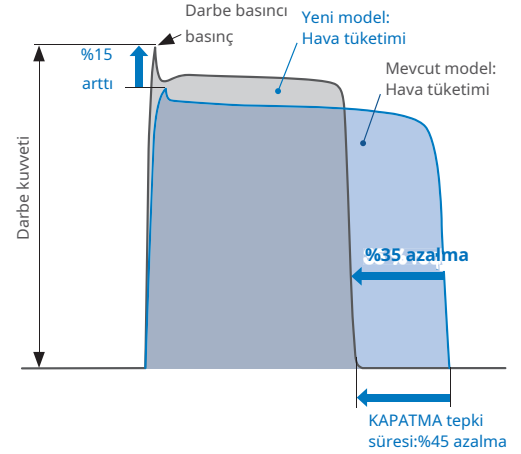 Darbe basıncı
basınç
Yeni model:
Hava tüketimi
%15
arttı
Mevcut model:
Hava tüketimi
Darbe kuvveti
%35 azalma
KAPATMA tepki
süresi:%45 azalma